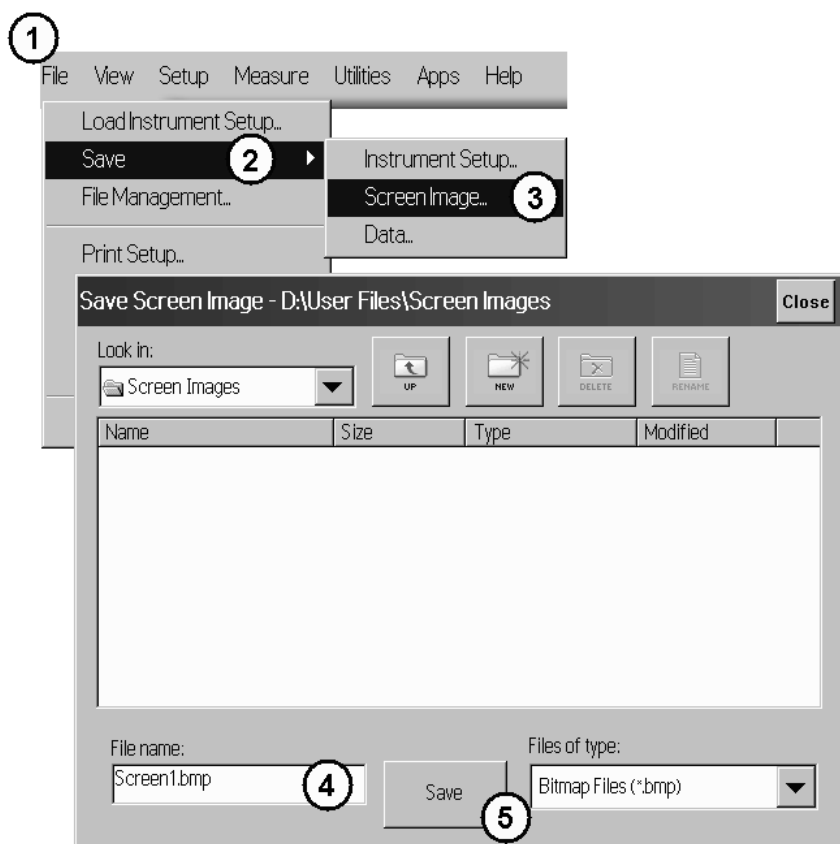 1
File View Setup Measure Utilities Apps Help
Load Instrument Setup...
Save 2
Instrument Setup...
File Management...
Screen Image... 3
Data...
Print Setup...
Save Screen Image - D:\User Files\Screen Images Close
Look in:
Screen Images
UP NEW DELETE RENAME
Name Size Type Modified
File name:
Screen1.bmp 4
Save 5
Files of type:
Bitmap Files (*.bmp)